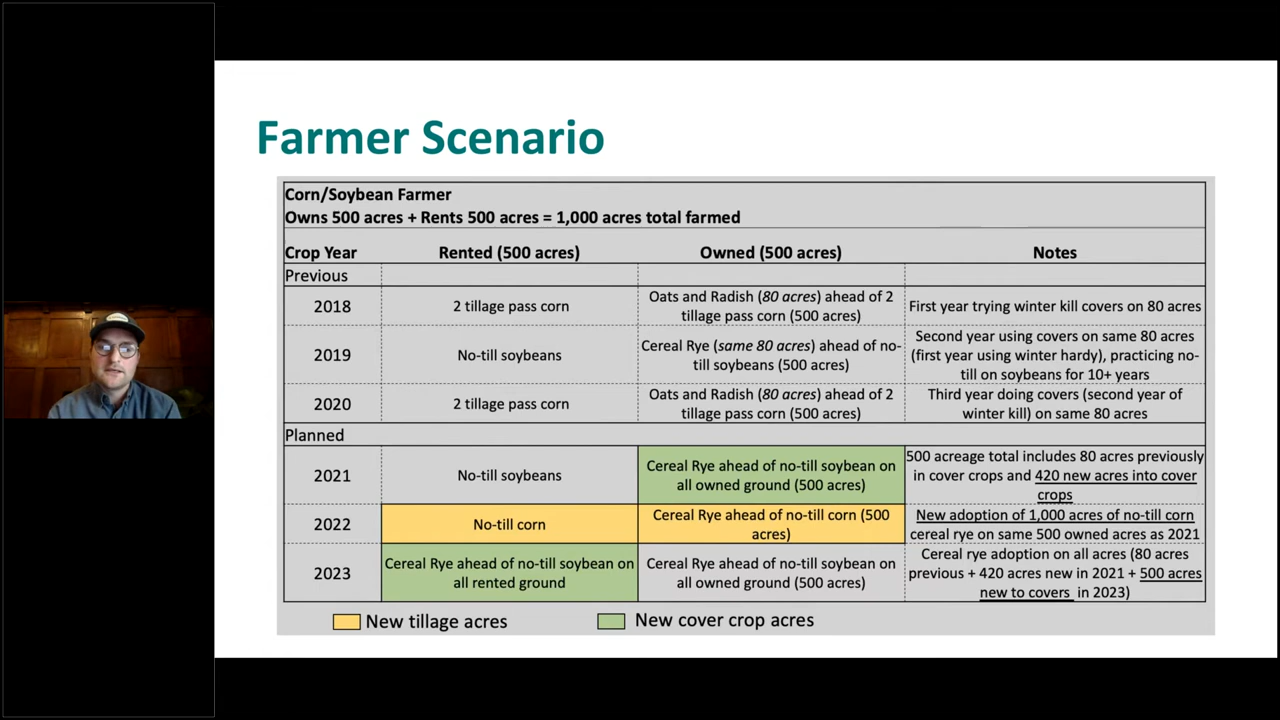 Farmer Scenario
Corn/Soybean Farmer
Owns 500 acres + Rents 500 acres = 1,000 acres total farmed
Crop Year Rented (500 acres) Owned (500 acres) Notes
Previous
2018
2 tillage pass corn
Oats and Radish (80 acres) ahead of 2
tillage pass corn (500 acres)
First year trying winter kill covers on 80 acres
2019
No-till soybeans
Cereal Rye (same 80 acres) ahead of no-
till soybeans (500 acres)
Second year using covers on same 80 acres
(first year using winter hardy), practicing no-
till on soybeans for 10+ years
2020
2 tillage pass corn
Oats and Radish (80 acres) ahead of 2
tillage pass corn (500 acres)
Third year doing covers (second year of
winter kill) on same 80 acres
Planned
2021
No-till soybeans
Cereal Rye ahead of no-till soybean on
all owned ground (500 acres)
500 acreage total includes 80 acres previously
in cover crops and 420 new acres into cover
crops
2022
No-till corn
Cereal Rye ahead of no-till corn (500
acres)
New adoption of 1,000 acres of no-till corn
cereal rye on same 500 owned acres as 2021
2023
Cereal Rye ahead of no-till soybean on
all rented ground
Cereal Rye ahead of no-till soybean on
all owned ground (500 acres)
Cereal rye adoption on all acres (80 acres
previous + 420 acres new in 2021 + 500 acres
new to covers in 2023)
New tillage acres
New cover crop acres